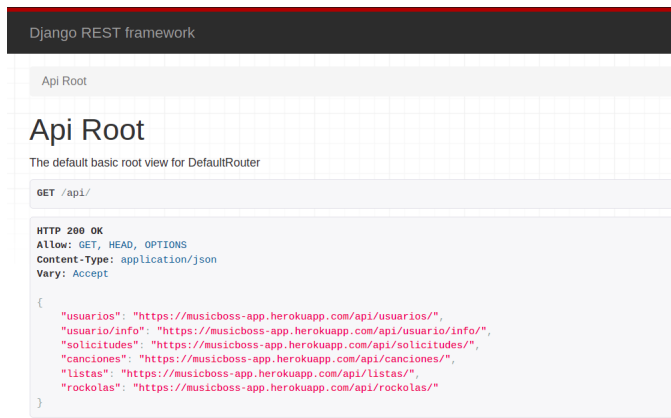 Django REST framework
Api Root
Api Root
The default basic root view for DefaultRouter
GET /api/
HTTP 200 OK
Allow: GET, HEAD, OPTIONS
Content-Type: application/json
Vary: Accept
{
    "usuarios": "https://musicboss-app.herokuapp.com/api/usuarios/",
    "usuario/info": "https://musicboss-app.herokuapp.com/api/usuario/info/",
    "solicitudes": "https://musicboss-app.herokuapp.com/api/solicitudes/",
    "canciones": "https://musicboss-app.herokuapp.com/api/canciones/",
    "listas": "https://musicboss-app.herokuapp.com/api/listas/",
    "rockolas": "https://musicboss-app.herokuapp.com/api/rockolas/"
}